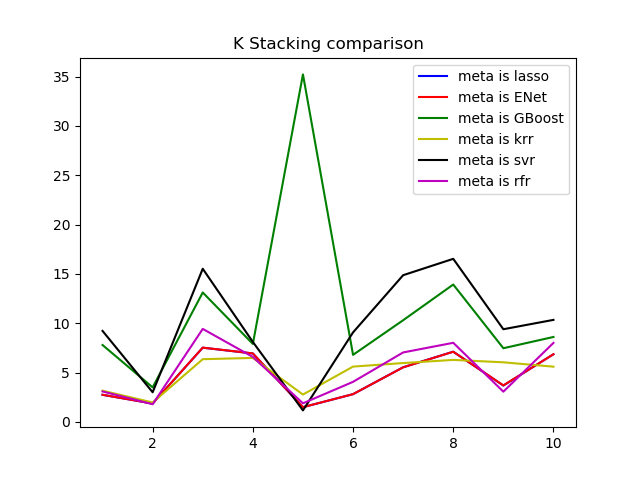 K Stacking comparison
35
30
25
20
15
10
5
0
2
4
6
8
10
meta is lasso
meta is ENet
meta is GBoost
meta is krr
meta is svr
meta is rfr